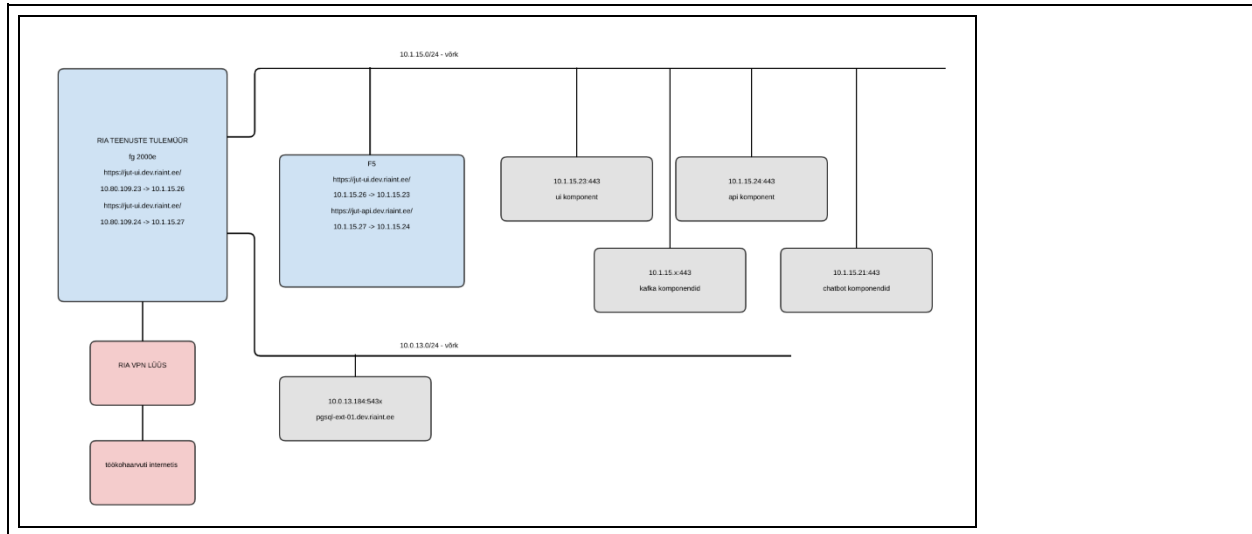 10.1.15.0/24 - võrk
RIA TEENUSTE TULEMÜÜR
fg 2000e
https://jut-ui.dev.riaint.ee/
10.80.109.23 -> 10.1.15.26
https://jut-ui.dev.riaint.ee/
10.80.109.24 -> 10.1.15.27
F5
https://jut-ui.dev.riaint.ee/
10.1.15.26 -> 10.1.15.23
https://jut-api.dev.riaint.ee/
10.1.15.27 -> 10.1.15.24
10.1.15.23:443
ui komponent
10.1.15.24:443
api komponent
10.1.15.x:443
kafka komponendid
10.1.15.21:443
chatbot komponendid
10.0.13.0/24 - võrk
RIA VPN LÜÜS
10.0.13.184:543x
pgsql-ext-01.dev.riaint.ee
töökohaarvuti internetis